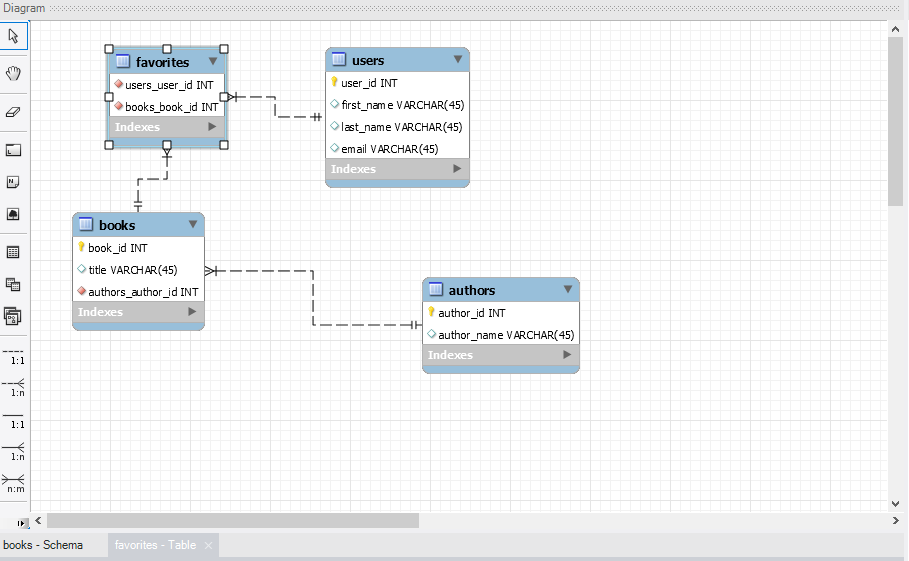 Diagram
favorites
users_user_id INT
books_book_id INT
Indexes
users
user_id INT
first_name VARCHAR(45)
last_name VARCHAR(45)
email VARCHAR(45)
Indexes
books
book_id INT
title VARCHAR(45)
authors_author_id INT
Indexes
authors
author_id INT
author_name VARCHAR(45)
Indexes
1:1
1:n
1:1
1:n
n:m
books - Schema
favorites - Table